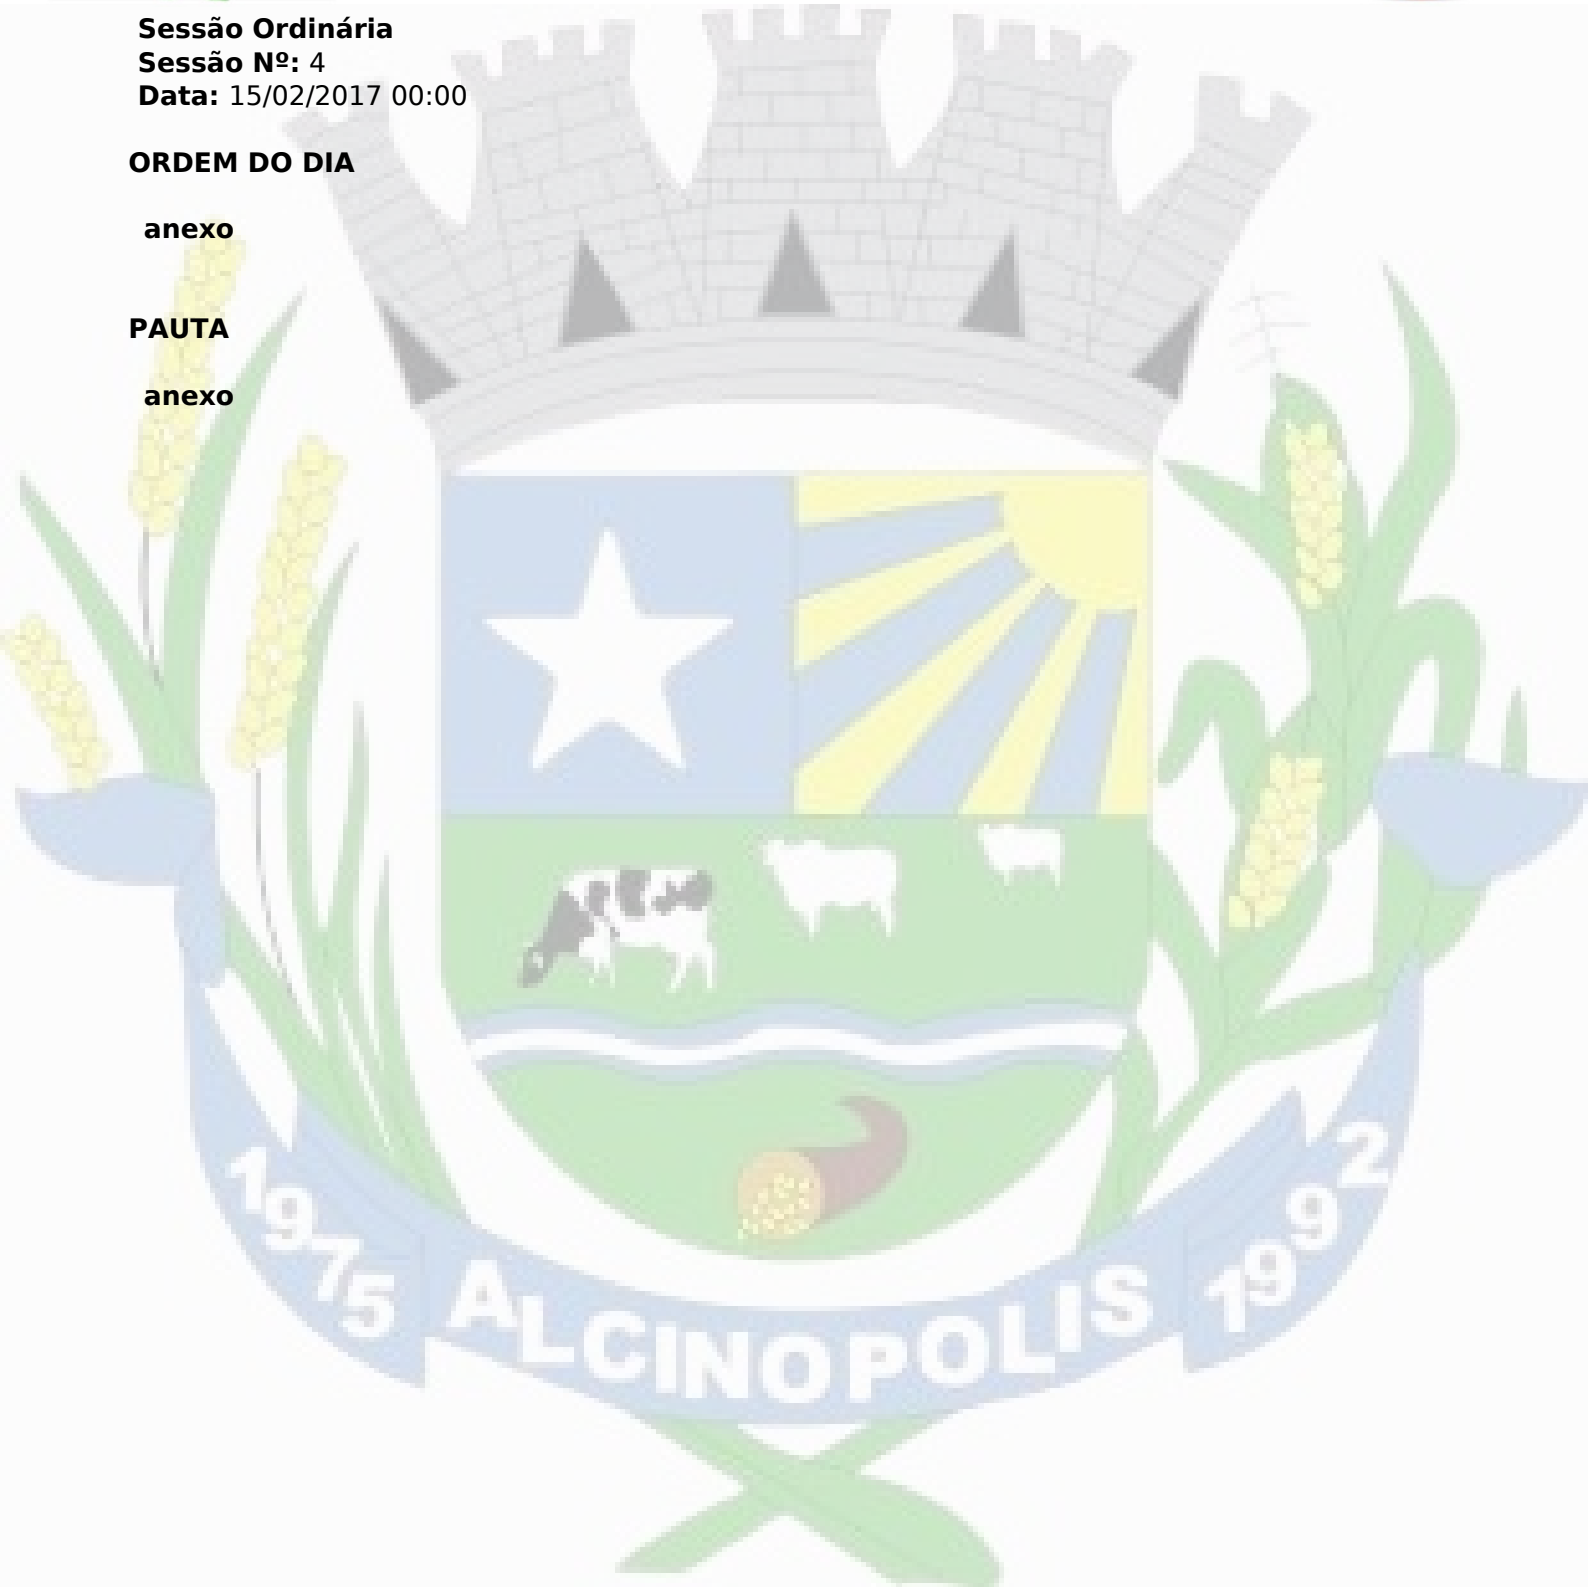 Sessão Ordinária
Sessão Nº: 4
Data: 15/02/2017 00:00
ORDEM DO DIA
anexo
PAUTA
anexo
1975 ALCINOPOLIS 1992